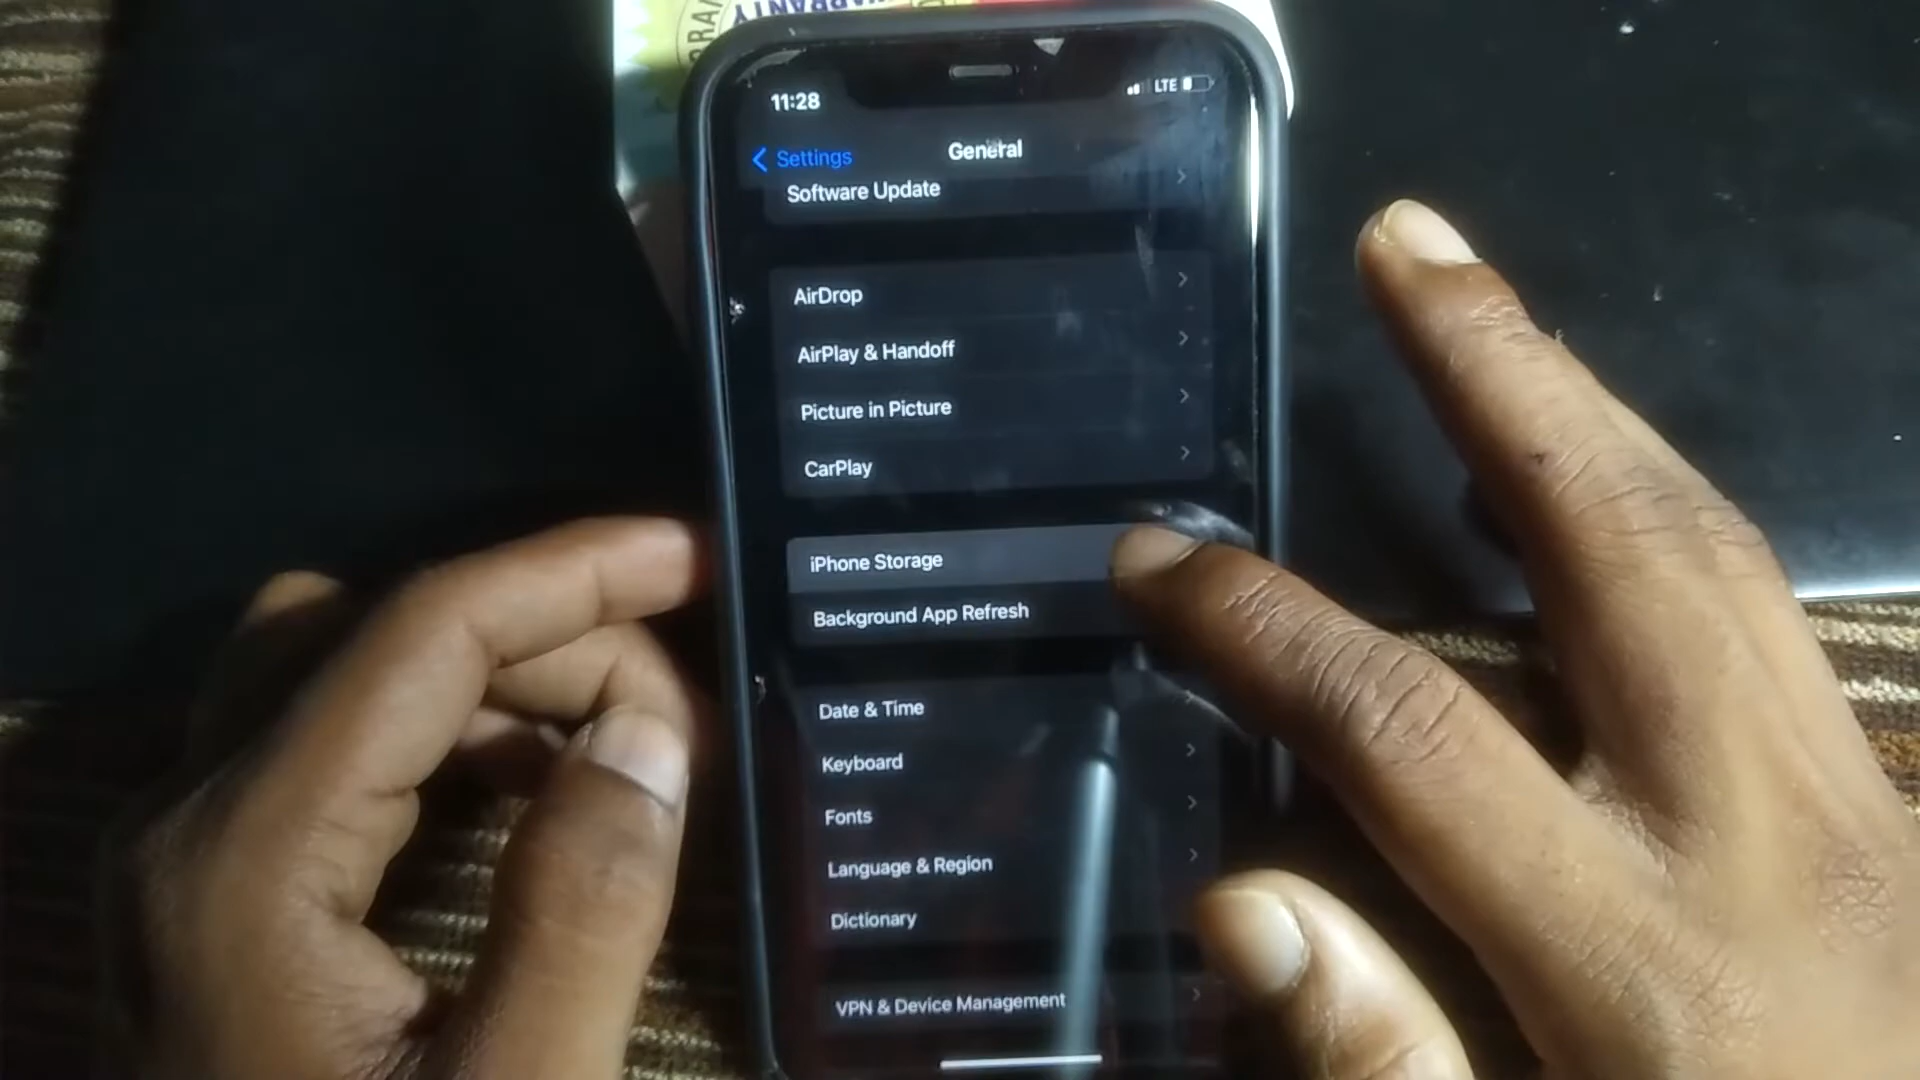 WARRANTY
11:28
LTE
Settings
General
Software Update
AirDrop
AirPlay & Handoff
Picture in Picture
CarPlay
iPhone Storage
Background App Refresh
Date & Time
Keyboard
Fonts
Language & Region
Dictionary
VPN & Device Management